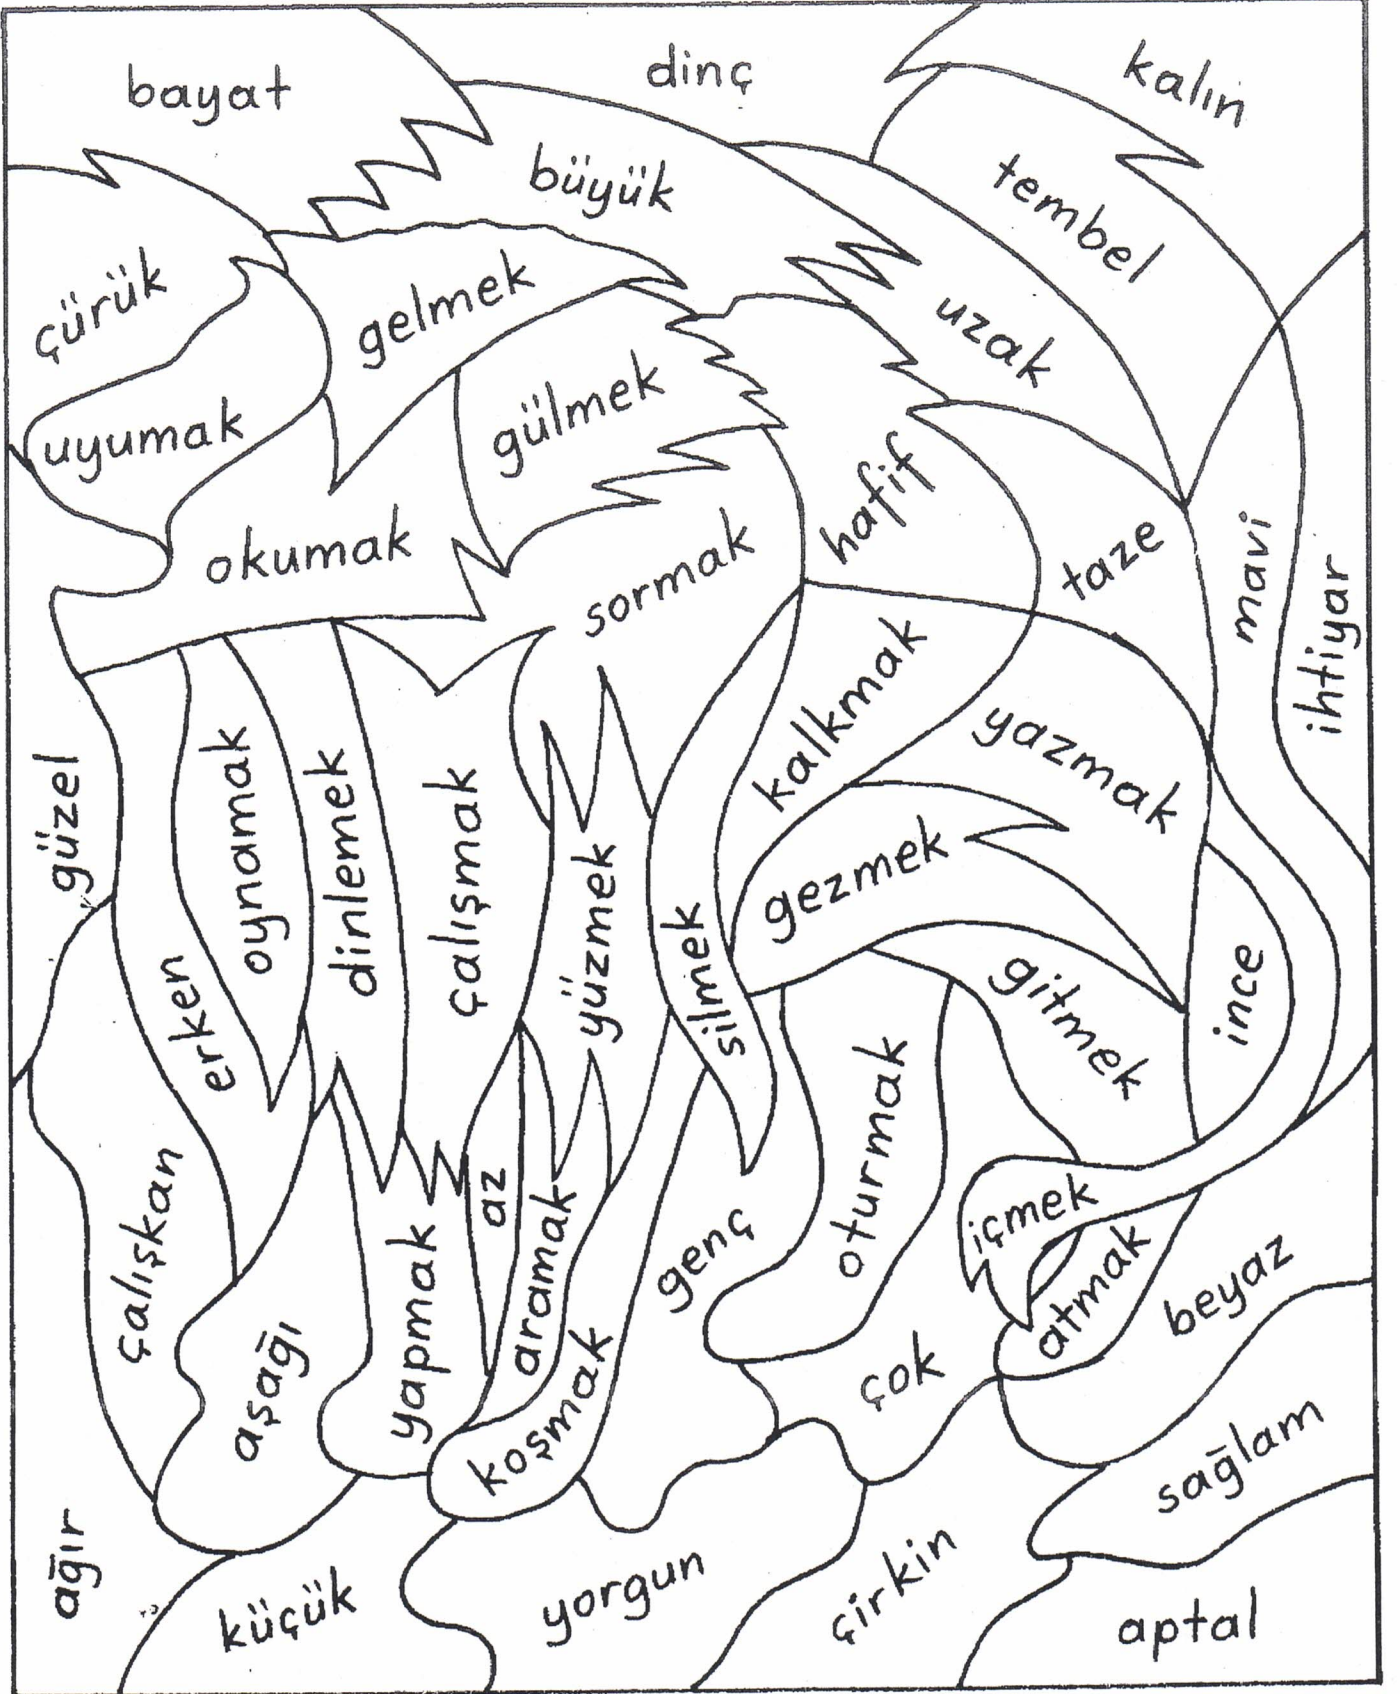 bayat
dinç
kalın
büyük
tembel
çürük
gelmek
uzak
gülmek
uyumak
hafif
okumak
sormak
taze
mavi
ihtiyar
kalkmak
yazmak
güzel
oynamak
dinlemek
çalışmak
yüzmek
gezmek
silmek
erken
gitmek
ince
oturmak
çalışkan
az
aramak
içmek
genç
atmak
beyaz
yapmak
aşağı
koşmak
çok
sağlam
ağır
küçük
yorgun
çirkin
aptal